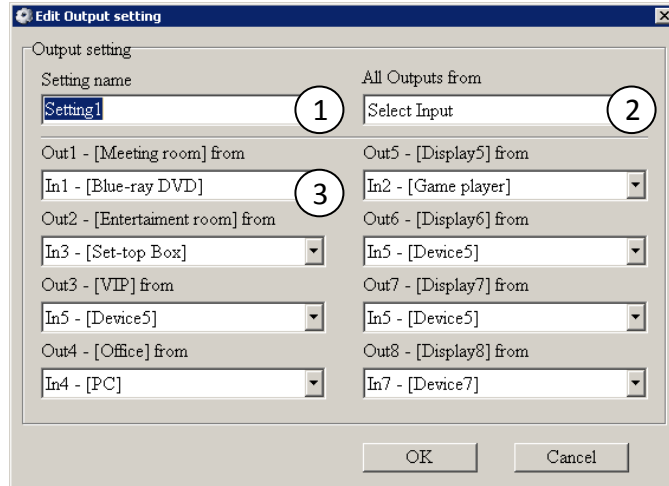 Edit Output setting
Output setting
Setting name
All Outputs from
Setting1
1
Select Input
2
Out1 - [Meeting room] from
Out5 - [Display5] from
In1 - [Blue-ray DVD]
3
In2 - [Game player]
Out2 - [Entertaiment room] from
Out6 - [Display6] from
In3 - [Set-top Box]
In5 - [Device5]
Out3 - [VIP] from
Out7 - [Display7] from
In5 - [Device5]
In5 - [Device5]
Out4 - [Office] from
Out8 - [Display8] from
In4 - [PC]
In7 - [Device7]
OK
Cancel